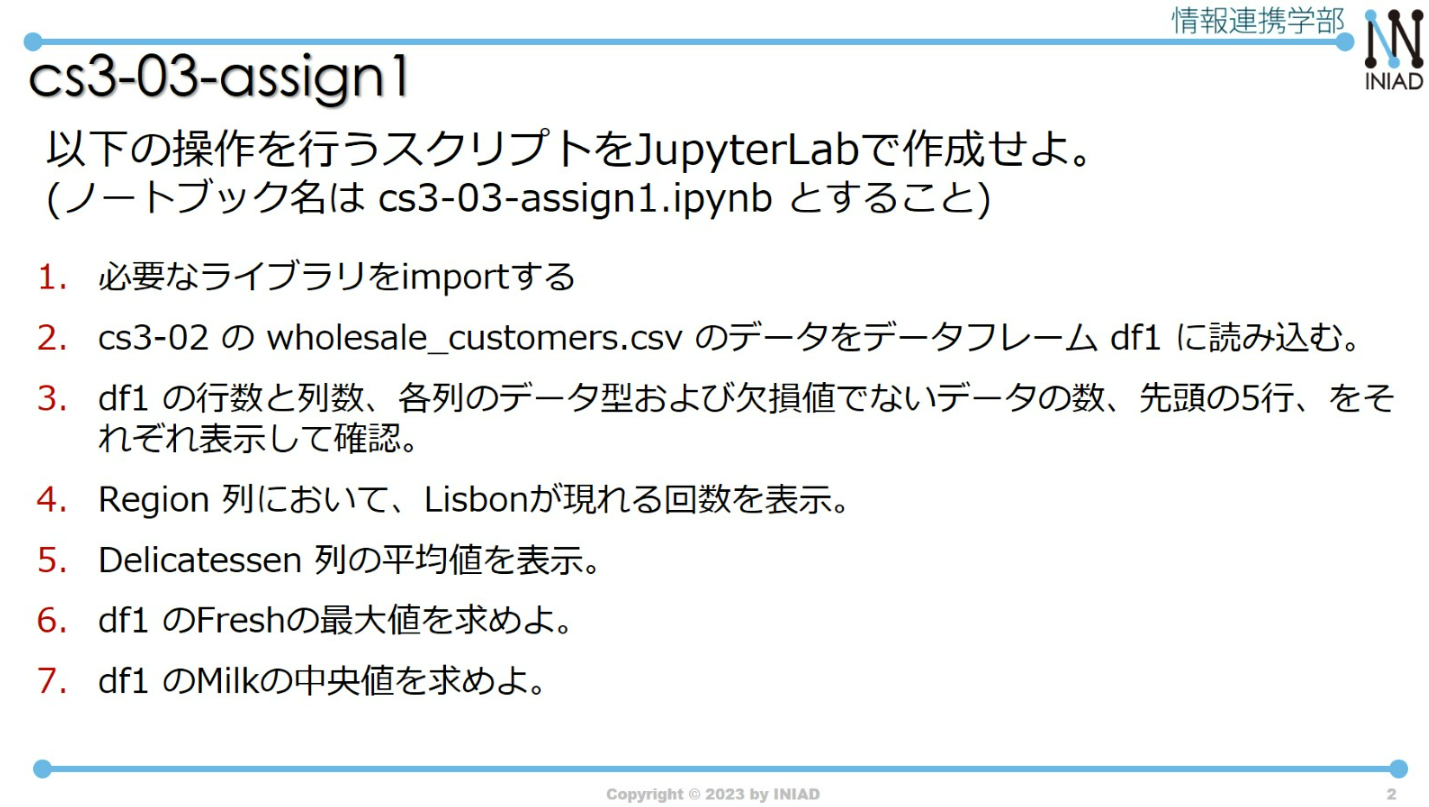 情報連携学部
INIAD
cs3-03-assign1
以下の操作を行うスクリプトをJupyterLabで作成せよ。
(ノートブック名は cs3-03-assign1.ipynb とすること)
1. 必要なライブラリをimportする
2. cs3-02 の wholesale_customers.csv のデータをデータフレーム df1 に読み込む。
3. df1 の行数と列数、各列のデータ型および欠損値でないデータの数、先頭の5行、をそ
れぞれ表示して確認。
4. Region 列において、Lisbonが現れる回数を表示。
5. Delicatessen 列の平均値を表示。
6. df1 のFreshの最大値を求めよ。
7. df1 のMilkの中央値を求めよ。
Copyright © 2023 by INIAD
2